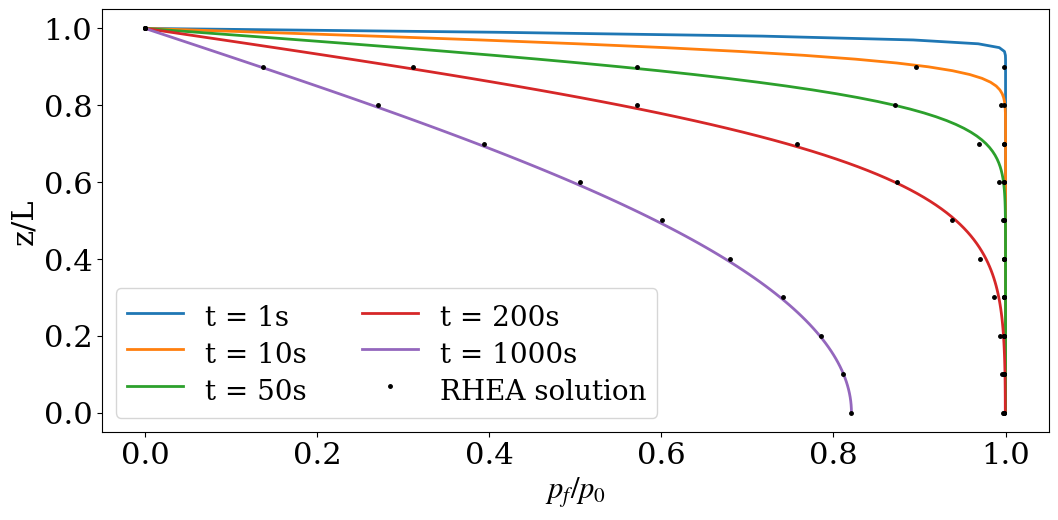 1.0
0.8
0.6
0.4
0.2
0.0
z/L
t = 1s
t = 10s
t = 50s
t = 200s
t = 1000s
RHEA solution
0.0 0.2 0.4 0.6 0.8 1.0
p_f/p_0